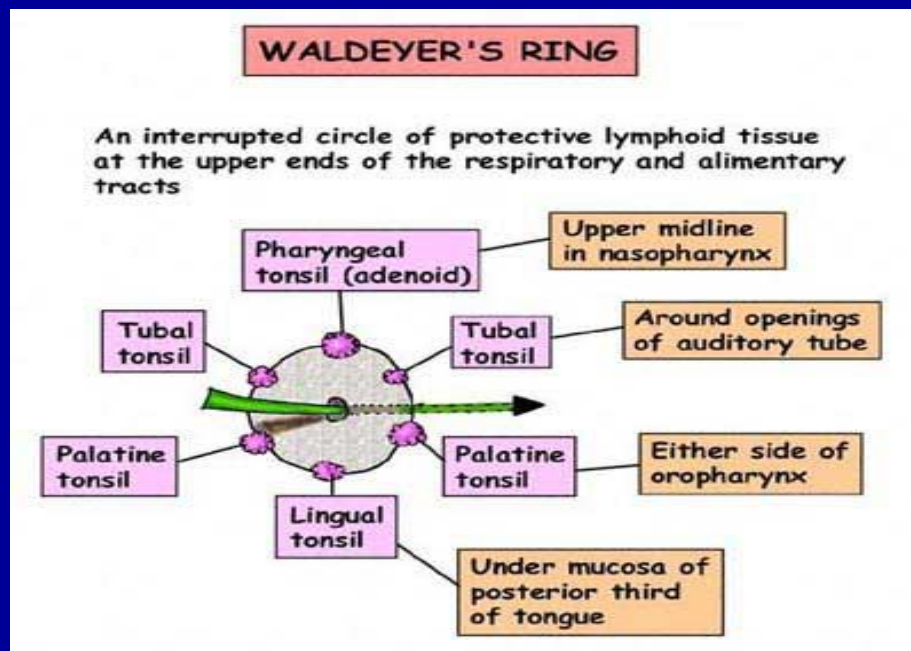 WALDEYER'S RING
An interrupted circle of protective lymphoid tissue
at the upper ends of the respiratory and alimentary
tracts
Upper midline
in nasopharynx
Pharyngeal
tonsil (adenoid)
Tubal
tonsil
Tubal
tonsil
Around openings
of auditory tube
Palatine
tonsil
Palatine
tonsil
Either side of
oropharynx
Lingual
tonsil
Under mucosa of
posterior third
of tongue